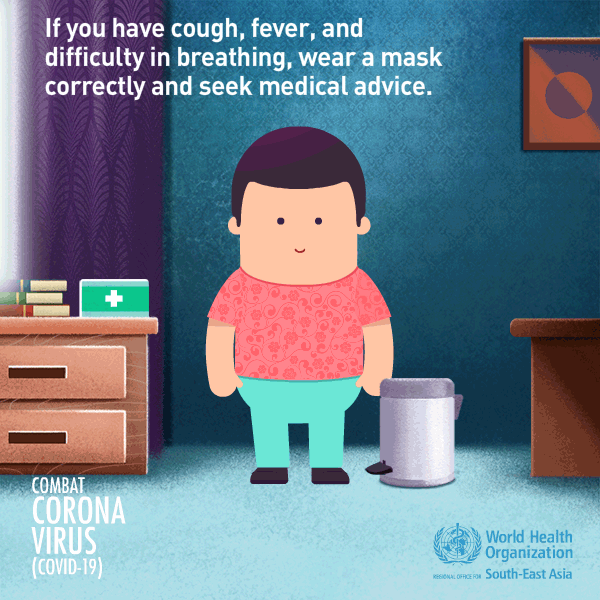 If you have cough, fever, and
difficulty in breathing, wear a mask
correctly and seek medical advice.
COMBAT
CORONA
VIRUS
(COVID-19)
World Health
Organization
REGIONAL OFFICE FOR South-East Asia